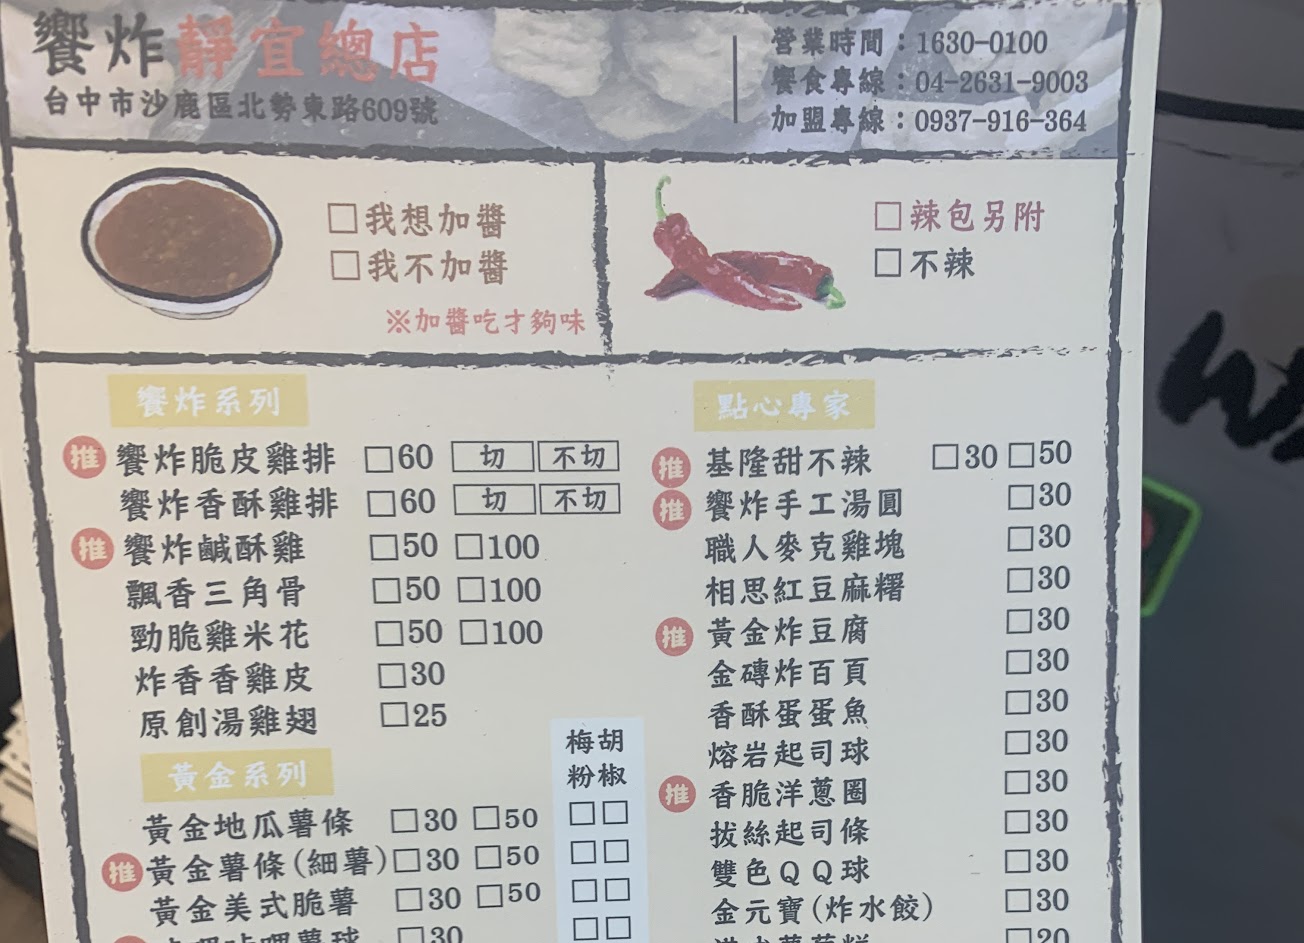 饗炸靜宜總店
台中市沙鹿區北勢東路609號
營業時間：1630-0100
饗食專線：04-2631-9003
加盟專線：0937-916-364
□我想加醬
□我不加醬
※加醬吃才夠味
□辣包另附
□不辣
饗炸系列
推 饗炸脆皮雞排 □60 切 不切
饗炸香酥雞排 □60 切 不切
推 饗炸鹹酥雞 □50 □100
飄香三角骨 □50 □100
勁脆雞米花 □50 □100
炸香香雞皮 □30
原創湯雞翅 □25
黃金系列
梅粉 胡椒
黃金地瓜薯條 □30 □50 □□
推 黃金薯條(細薯) □30 □50 □□
黃金美式脆薯 □30 □50 □□
□30 □□
點心專家
推 基隆甜不辣 □30 □50
推 饗炸手工湯圓 □30
職人麥克雞塊 □30
相思紅豆麻糬 □30
推 黃金炸豆腐 □30
金磚炸百頁 □30
香酥蛋蛋魚 □30
熔岩起司球 □30
推 香脆洋蔥圈 □30
拔絲起司條 □30
雙色QQ球 □30
金元寶(炸水餃) □30